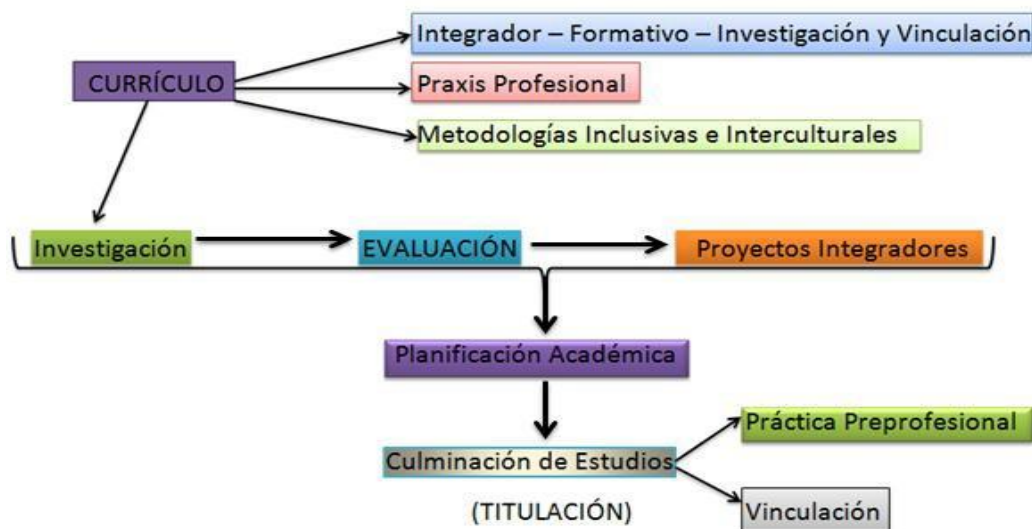 Integrador – Formativo – Investigación y Vinculación
CURRÍCULO
Praxis Profesional
Metodologías Inclusivas e Interculturales
Investigación
EVALUACIÓN
Proyectos Integradores
Planificación Académica
Práctica Preprofesional
Culminación de Estudios
(TITULACIÓN)
Vinculación